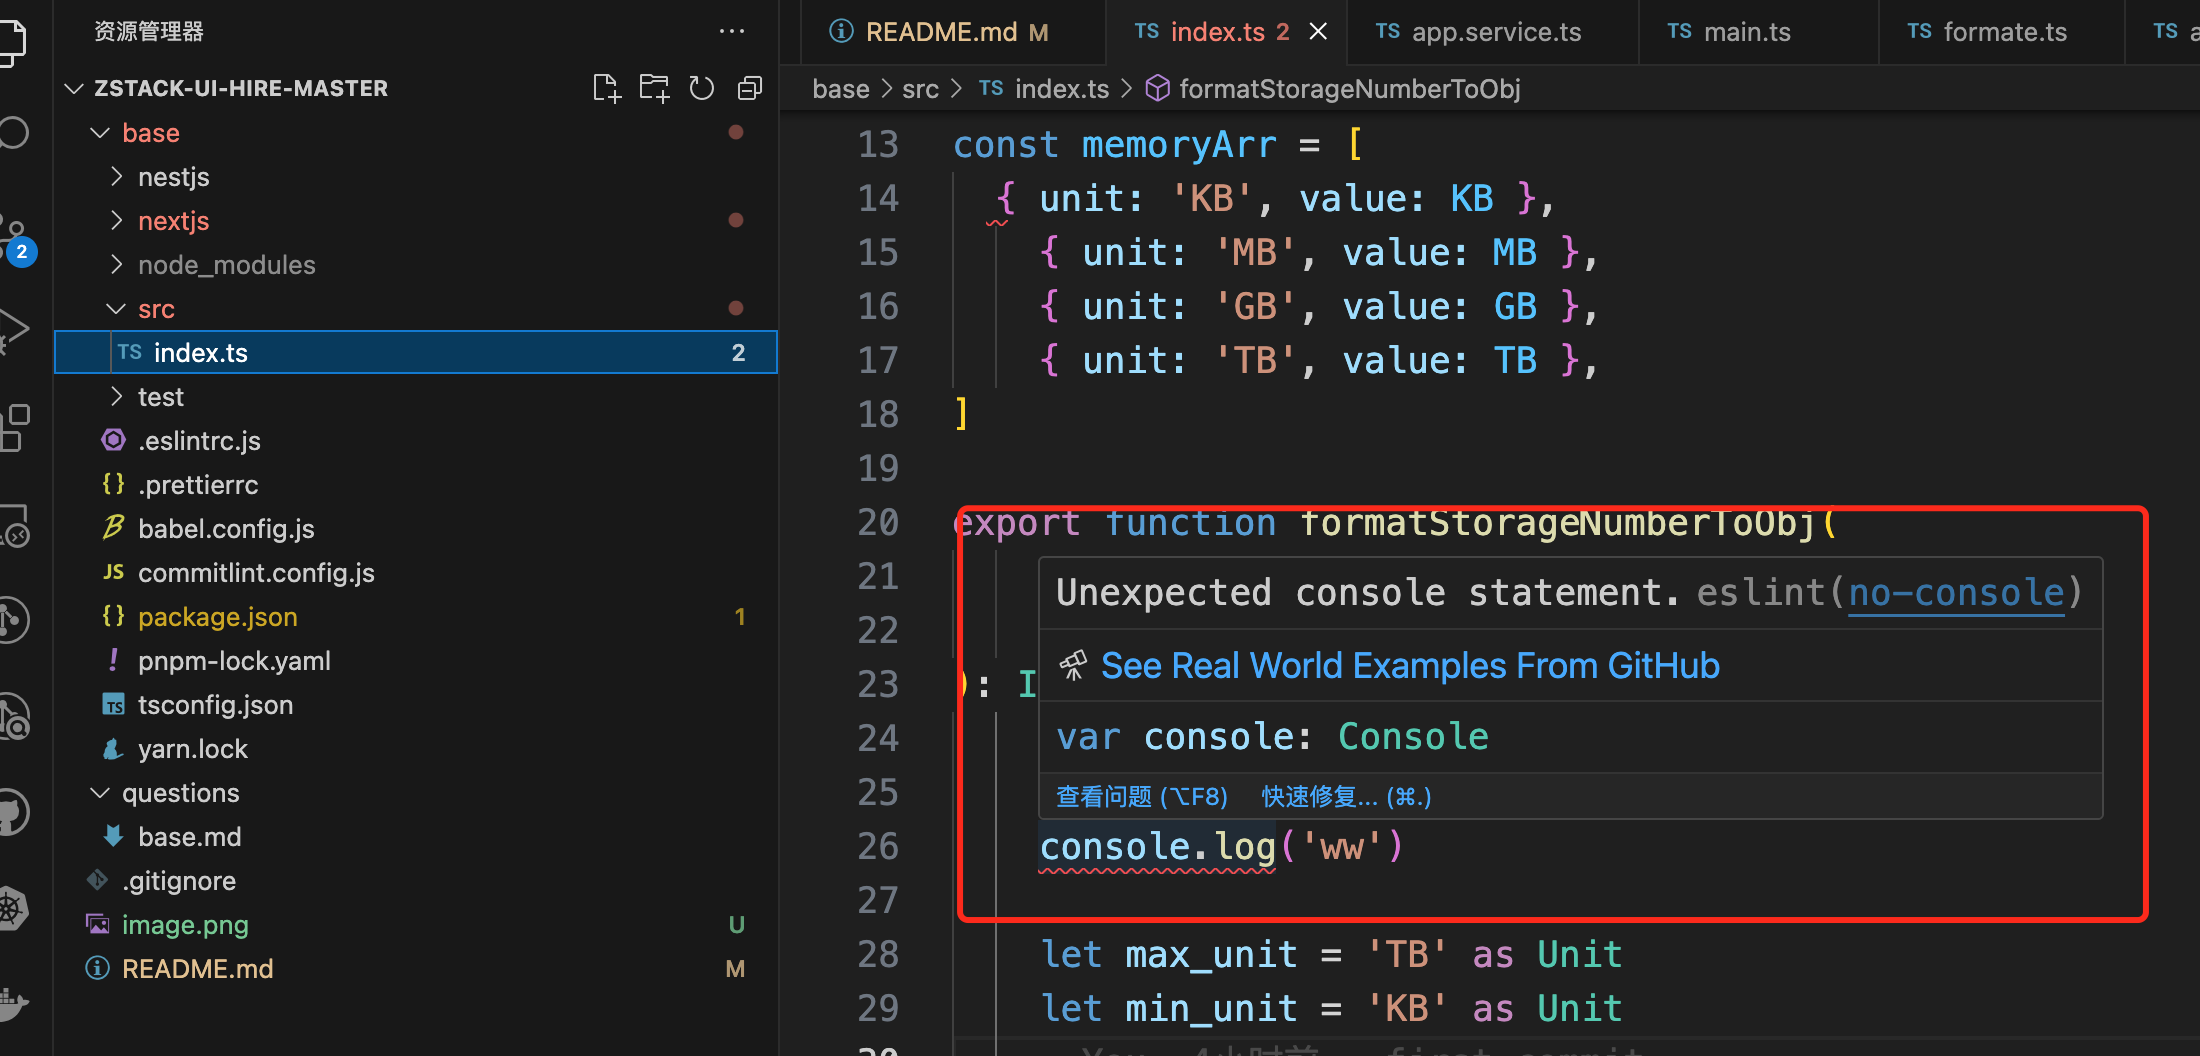 资源管理器
ZSTACK-UI-HIRE-MASTER
base
nestjs
nextjs
node_modules
src
TS index.ts 2
test
.eslintrc.js
{} .prettierrc
babel.config.js
JS commitlint.config.js
{} package.json 1
! pnpm-lock.yaml
TS tsconfig.json
yarn.lock
questions
base.md
.gitignore
image.png U
README.md M
2
README.md M
TS index.ts 2
TS app.service.ts
TS main.ts
TS formate.ts
TS
base > src > TS index.ts > formatStorageNumberToObj
13 const memoryArr = [
14 { unit: 'KB', value: KB },
15 { unit: 'MB', value: MB },
16 { unit: 'GB', value: GB },
17 { unit: 'TB', value: TB },
18 ]
19
20 export function formatStorageNumberToObj(
21
22
23 ): I
24
25
Unexpected console statement. eslint(no-console)
See Real World Examples From GitHub
var console: Console
查看问题 (⌥F8) 快速修复... (⌘.)
26 console.log('ww')
27
28 let max_unit = 'TB' as Unit
29 let min_unit = 'KB' as Unit